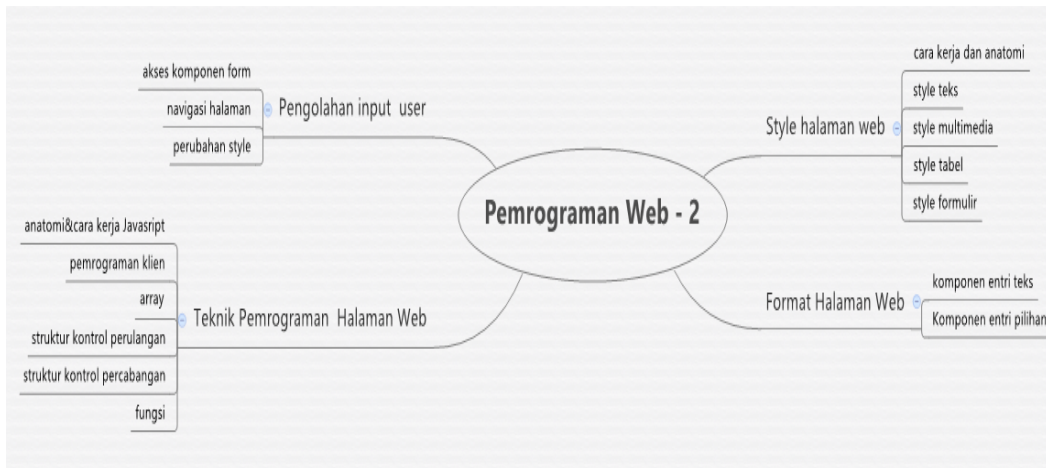 akses komponen form
navigasi halaman
perubahan style
Pengolahan input user
anatomi&cara kerja Javasript
pemrograman klien
array
struktur kontrol perulangan
struktur kontrol percabangan
fungsi
Teknik Pemrograman Halaman Web
Pemrograman Web - 2
Style halaman web
cara kerja dan anatomi
style teks
style multimedia
style tabel
style formulir
Format Halaman Web
komponen entri teks
Komponen entri pilihan